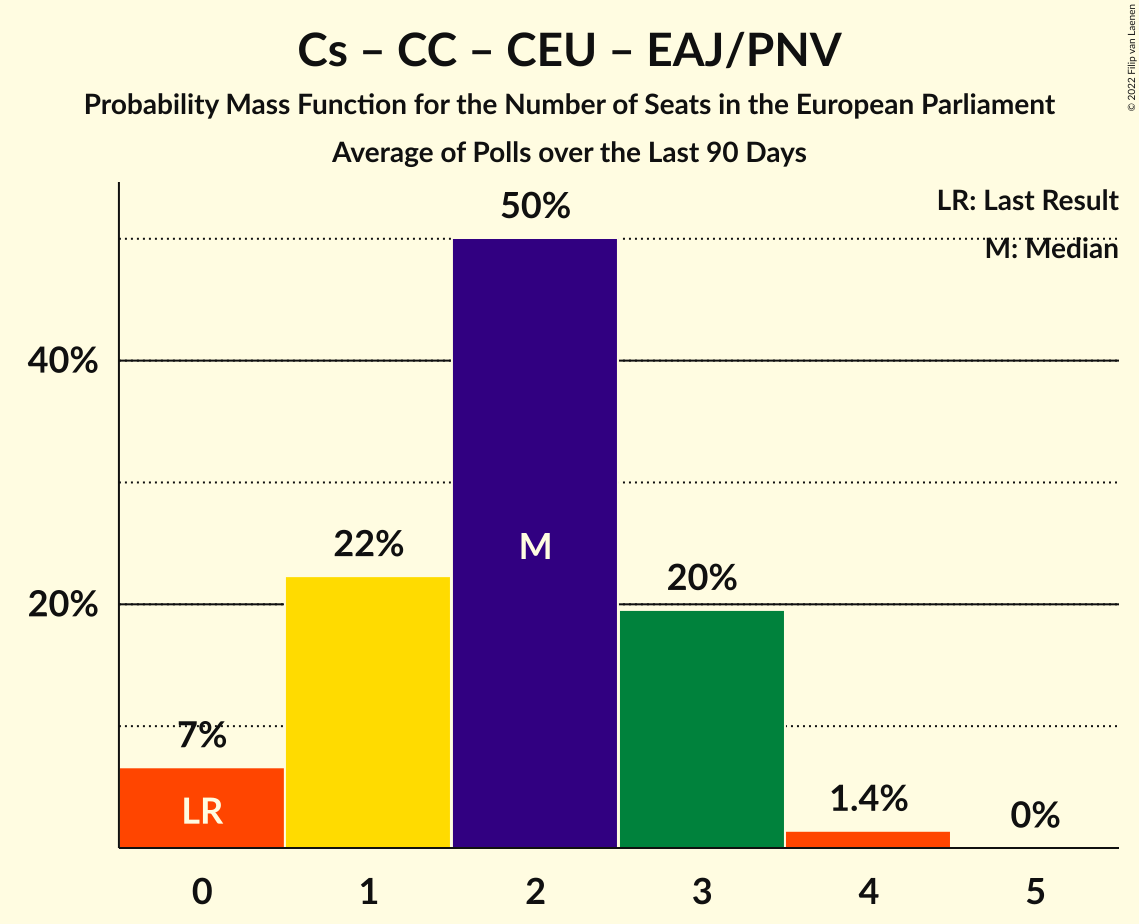 Cs – CC – CEU – EAJ/PNV
Probability Mass Function for the Number of Seats in the European Parliament
Average of Polls over the Last 90 Days
© 2022 Filip van Laenen
LR: Last Result
M: Median
50%
40%
M
22%
20%
20%
7%
LR
1.4%
0%
0 1 2 3 4 5